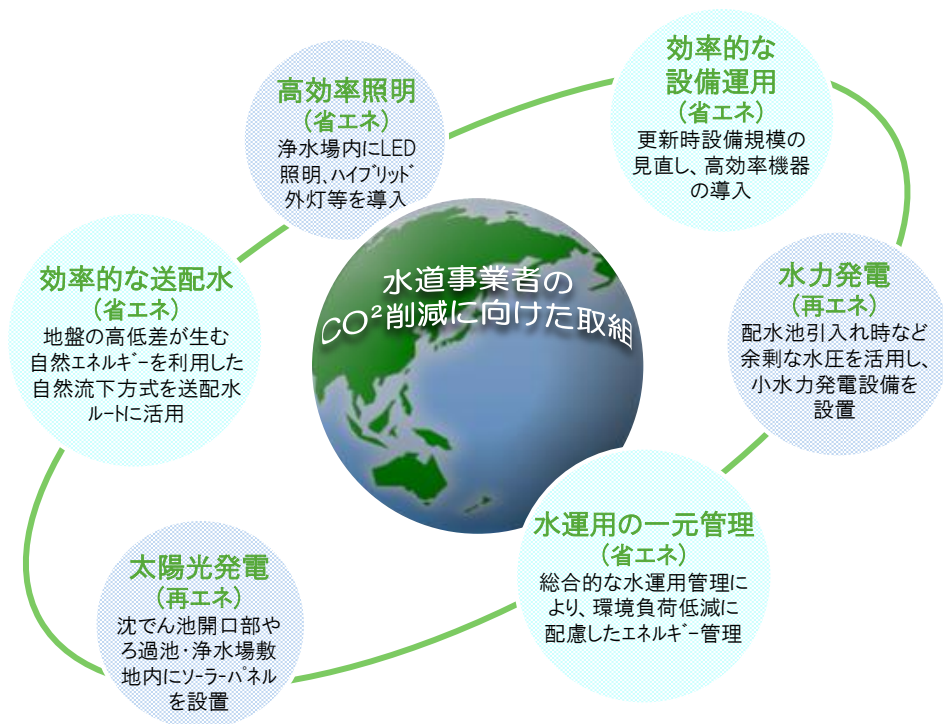 水道事業者の
CO²削減に向けた取組
高効率照明
(省エネ)
浄水場内にLED
照明、ﾊｲﾌﾞﾘｯﾄﾞ
外灯等を導入
効率的な
設備運用
(省エネ)
更新時設備規模の
見直し、高効率機器
の導入
効率的な送配水
(省エネ)
地盤の高低差が生む
自然ｴﾈﾙｷﾞｰを利用した
自然流下方式を送配水
ﾙｰﾄに活用
水力発電
(再エネ)
配水池引入れ時など
余剰な水圧を活用し、
小水力発電設備を
設置
水運用の一元管理
(省エネ)
総合的な水運用管理に
より、環境負荷低減に
配慮したｴﾈﾙｷﾞｰ管理
太陽光発電
(再エネ)
沈でん池開口部や
ろ過池・浄水場敷
地内にｿｰﾗｰﾊﾟﾈﾙ
を設置